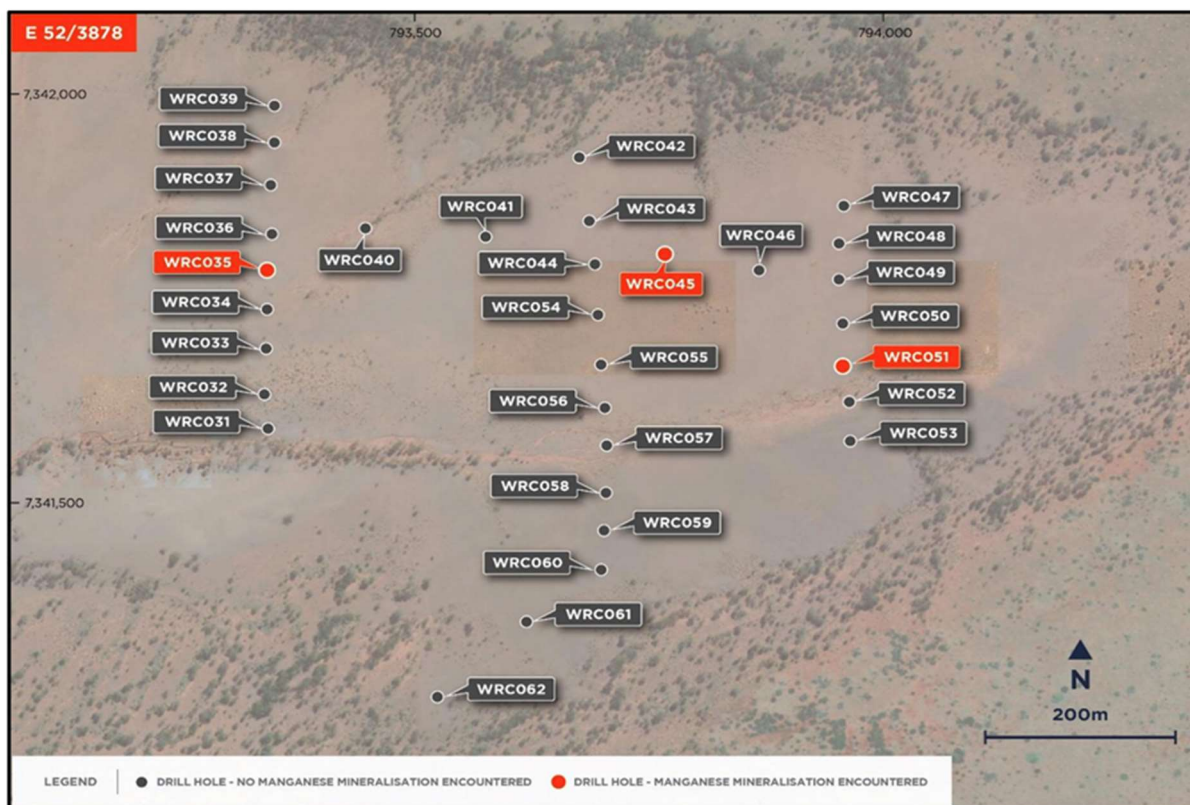 E 52/3878
793,500
794,000
7,342,000
WRC039
WRC038
WRC042
WRC037
WRC041
WRC047
WRC043
WRC036
WRC046
WRC048
WRC040
WRC035
WRC044
WRC049
WRC045
WRC034
WRC054
WRC050
WRC033
WRC055
WRC051
WRC032
WRC052
WRC056
WRC031
WRC053
WRC057
WRC058
7,341,500
WRC059
WRC060
WRC061
WRC062
N
200m
LEGEND
DRILL HOLE - NO MANGANESE MINERALISATION ENCOUNTERED
DRILL HOLE - MANGANESE MINERALISATION ENCOUNTERED